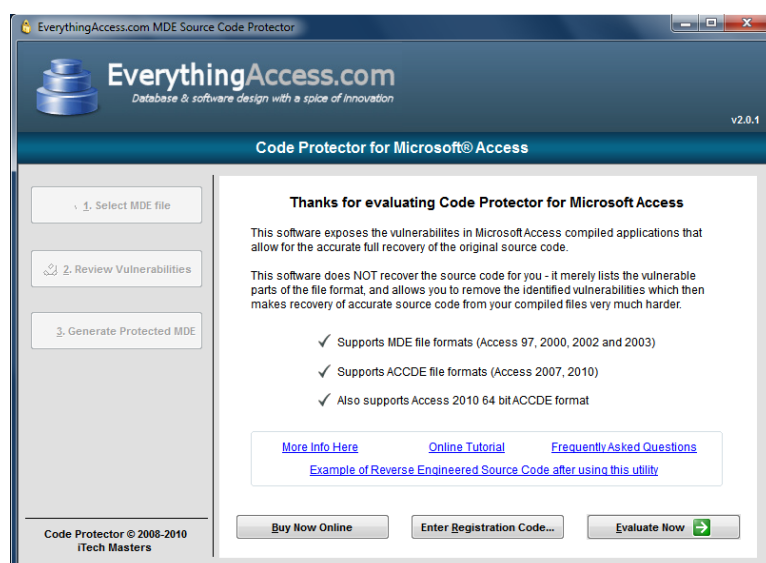 EverythingAccess.com MDE Source Code Protector
EverythingAccess.com
Database & software design with a spice of innovation
v2.0.1
Code Protector for Microsoft® Access
1. Select MDE file
2. Review Vulnerabilities
3. Generate Protected MDE
Thanks for evaluating Code Protector for Microsoft Access
This software exposes the vulnerabilites in Microsoft Access compiled applications that
allow for the accurate full recovery of the original source code.
This software does NOT recover the source code for you - it merely lists the vulnerable
parts of the file format, and allows you to remove the identified vulnerabilities which then
makes recovery of accurate source code from your compiled files very much harder.
Supports MDE file formats (Access 97, 2000, 2002 and 2003)
Supports ACCDE file formats (Access 2007, 2010)
Also supports Access 2010 64 bit ACCDE format
More Info Here Online Tutorial Frequently Asked Questions
Example of Reverse Engineered Source Code after using this utility
Buy Now Online Enter Registration Code... Evaluate Now
Code Protector © 2008-2010
iTech Masters